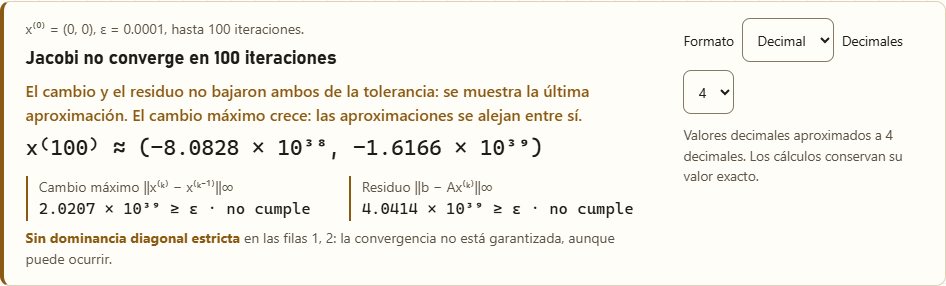 x⁽⁰⁾ = (0, 0), ε = 0.0001, hasta 100 iteraciones.
Jacobi no converge en 100 iteraciones
El cambio y el residuo no bajaron ambos de la tolerancia: se muestra la última
aproximación. El cambio máximo crece: las aproximaciones se alejan entre sí.
x⁽100⁾ ≈ (−8.0828 × 10³⁸, −1.6166 × 10³⁹)
Cambio máximo ‖x⁽ᵏ⁾ − x⁽ᵏ⁻¹⁾‖∞
2.0207 × 10³⁹ ≥ ε · no cumple
Residuo ‖b − Ax⁽ᵏ⁾‖∞
4.0414 × 10³⁹ ≥ ε · no cumple
Sin dominancia diagonal estricta en las filas 1, 2: la convergencia no está garantizada, aunque
puede ocurrir.
Formato Decimal Decimales
4
Valores decimales aproximados a 4
decimales. Los cálculos conservan su
valor exacto.